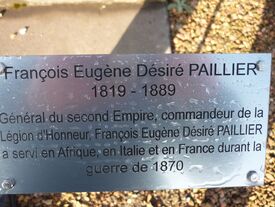 François Eugène Désiré PAILLIER
1819 - 1889
Général du second Empire, commandeur de la
Légion d'Honneur, François Eugène Désiré PAILLIER
a servi en Afrique, en Italie et en France durant la
guerre de 1870